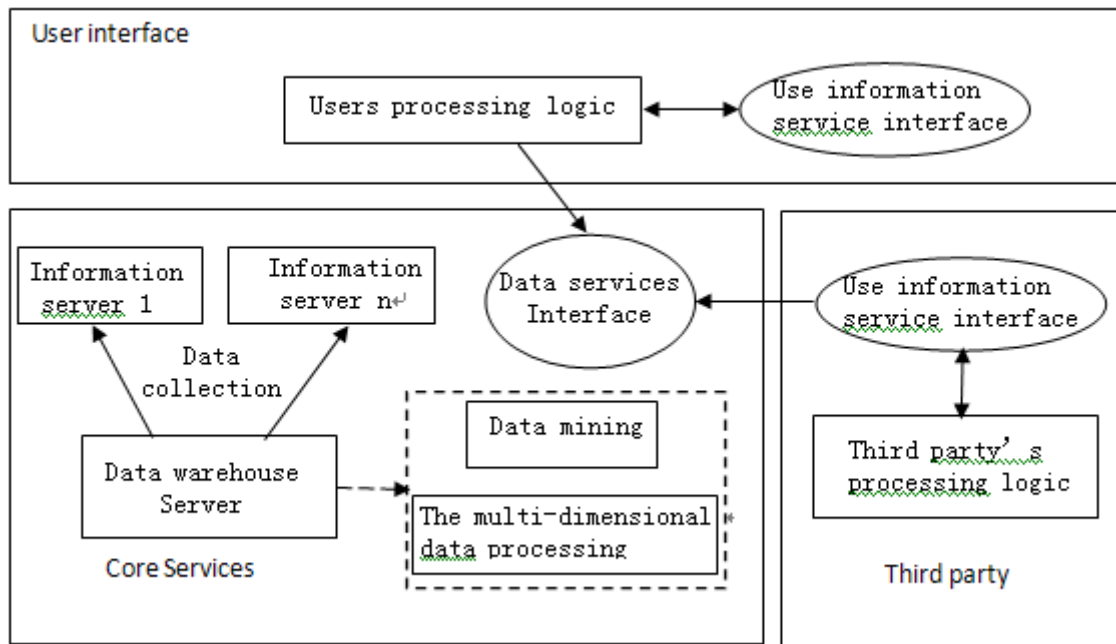 User interface
Users processing logic
Use information
service interface
Information
server 1
Information
server n↵
Data services
Interface
Use information
service interface
Data
collection
Data mining
Data warehouse
Server
The multi-dimensional
data processing
Third party’s
processing logic
Core Services
Third party